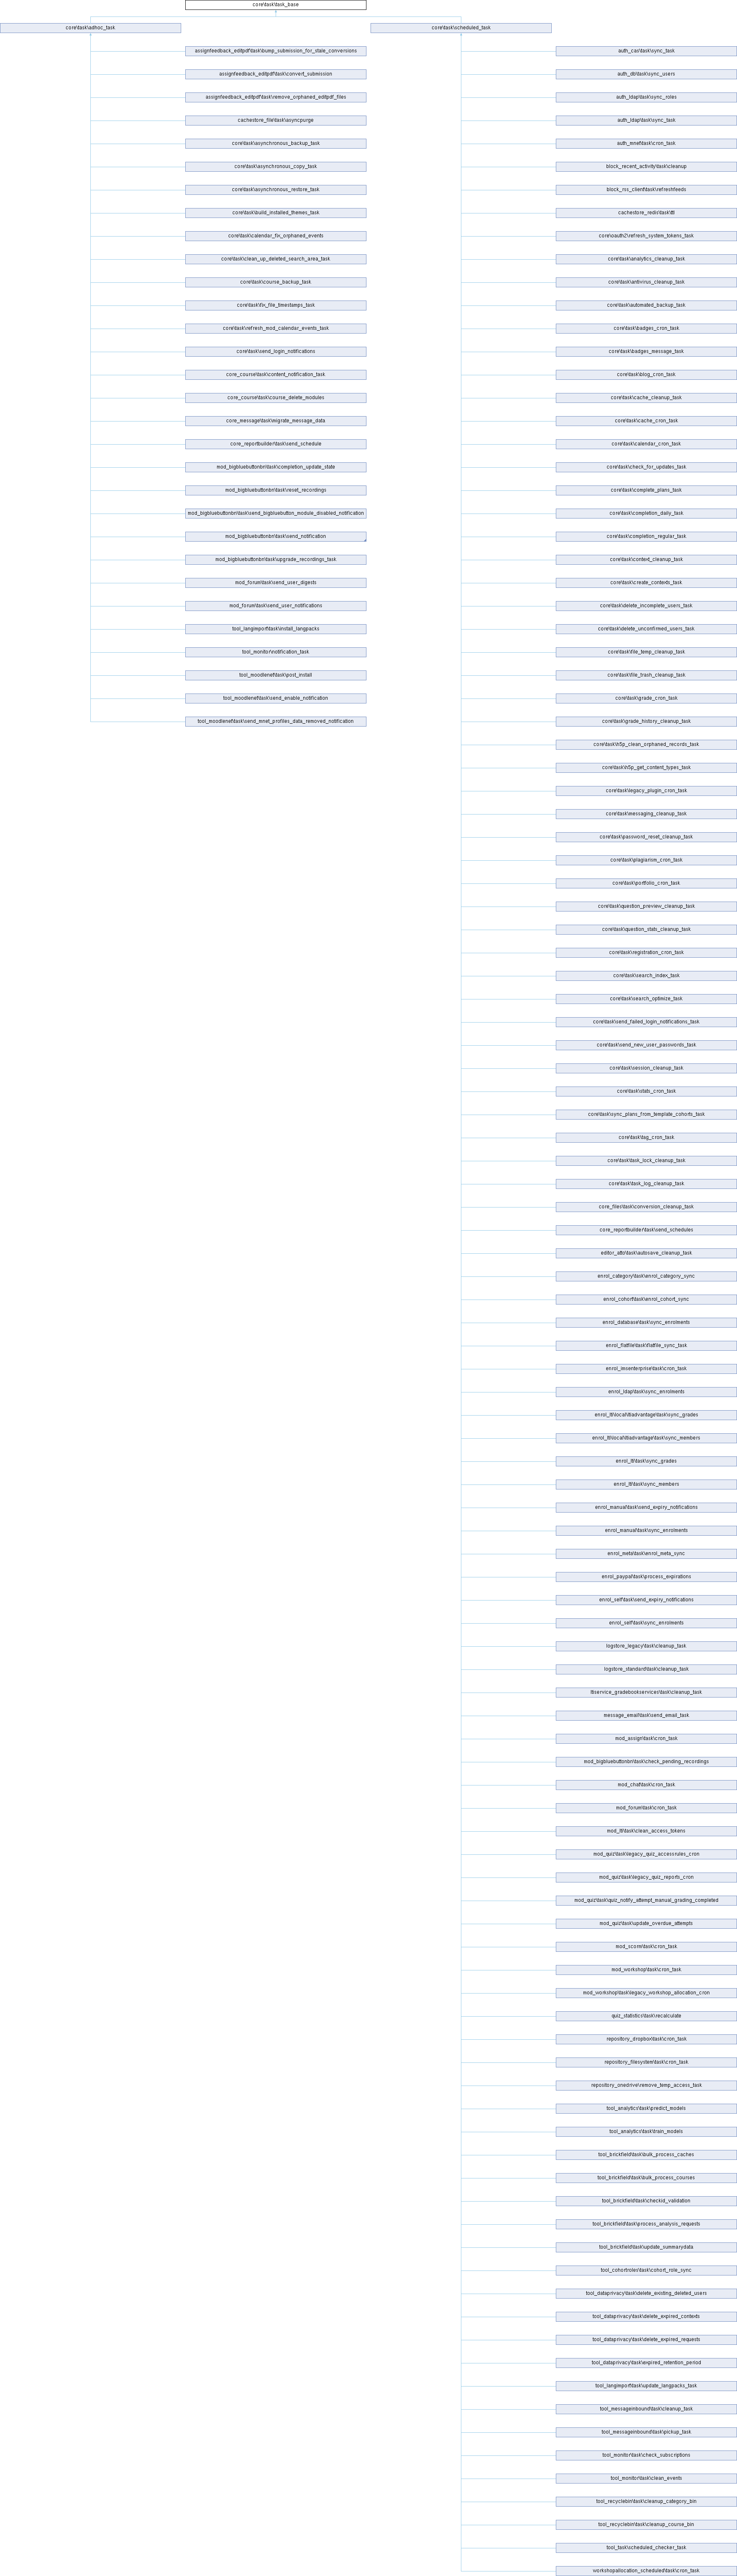 core\task\task_base
core\task\adhoc_task
core\task\scheduled_task
assignfeedback_editpdf\task\bump_submission_for_stale_conversions
assignfeedback_editpdf\task\convert_submission
assignfeedback_editpdf\task\remove_orphaned_editpdf_files
cachestore_file\task\asyncpurge
core\task\asynchronous_backup_task
core\task\asynchronous_copy_task
core\task\asynchronous_restore_task
core\task\build_installed_themes_task
core\task\calendar_fix_orphaned_events
core\task\clean_up_deleted_search_area_task
core\task\course_backup_task
core\task\fix_file_timestamps_task
core\task\refresh_mod_calendar_events_task
core\task\send_login_notifications
core_course\task\content_notification_task
core_course\task\course_delete_modules
core_message\task\migrate_message_data
core_reportbuilder\task\send_schedule
mod_bigbluebuttonbn\task\completion_update_state
mod_bigbluebuttonbn\task\reset_recordings
mod_bigbluebuttonbn\task\send_bigbluebutton_module_disabled_notification
mod_bigbluebuttonbn\task\send_notification
mod_bigbluebuttonbn\task\upgrade_recordings_task
mod_forum\task\send_user_digests
mod_forum\task\send_user_notifications
tool_langimport\task\install_langpacks
tool_monitor\notification_task
tool_moodlenet\task\post_install
tool_moodlenet\task\send_enable_notification
tool_moodlenet\task\send_mnet_profiles_data_removed_notification
auth_cas\task\sync_task
auth_db\task\sync_users
auth_ldap\task\sync_roles
auth_ldap\task\sync_task
auth_mnet\task\cron_task
block_recent_activity\task\cleanup
block_rss_client\task\refreshfeeds
cachestore_redis\task\ttl
core\oauth2\refresh_system_tokens_task
core\task\analytics_cleanup_task
core\task\antivirus_cleanup_task
core\task\automated_backup_task
core\task\badges_cron_task
core\task\badges_message_task
core\task\blog_cron_task
core\task\cache_cleanup_task
core\task\cache_cron_task
core\task\calendar_cron_task
core\task\check_for_updates_task
core\task\complete_plans_task
core\task\completion_daily_task
core\task\completion_regular_task
core\task\context_cleanup_task
core\task\create_contexts_task
core\task\delete_incomplete_users_task
core\task\delete_unconfirmed_users_task
core\task\file_temp_cleanup_task
core\task\file_trash_cleanup_task
core\task\grade_cron_task
core\task\grade_history_cleanup_task
core\task\h5p_clean_orphaned_records_task
core\task\h5p_get_content_types_task
core\task\legacy_plugin_cron_task
core\task\messaging_cleanup_task
core\task\password_reset_cleanup_task
core\task\plagiarism_cron_task
core\task\portfolio_cron_task
core\task\question_preview_cleanup_task
core\task\question_stats_cleanup_task
core\task\registration_cron_task
core\task\search_index_task
core\task\search_optimize_task
core\task\send_failed_login_notifications_task
core\task\send_new_user_passwords_task
core\task\session_cleanup_task
core\task\stats_cron_task
core\task\sync_plans_from_template_cohorts_task
core\task\tag_cron_task
core\task\task_lock_cleanup_task
core\task\task_log_cleanup_task
core_files\task\conversion_cleanup_task
core_reportbuilder\task\send_schedules
editor_atto\task\autosave_cleanup_task
enrol_category\task\enrol_category_sync
enrol_cohort\task\enrol_cohort_sync
enrol_database\task\sync_enrolments
enrol_flatfile\task\flatfile_sync_task
enrol_imsenterprise\task\cron_task
enrol_ldap\task\sync_enrolments
enrol_lti\local\ltiadvantage\task\sync_grades
enrol_lti\local\ltiadvantage\task\sync_members
enrol_lti\task\sync_grades
enrol_lti\task\sync_members
enrol_manual\task\send_expiry_notifications
enrol_manual\task\sync_enrolments
enrol_meta\task\enrol_meta_sync
enrol_paypal\task\process_expirations
enrol_self\task\send_expiry_notifications
enrol_self\task\sync_enrolments
logstore_legacy\task\cleanup_task
logstore_standard\task\cleanup_task
ltiservice_gradebookservices\task\cleanup_task
message_email\task\send_email_task
mod_assign\task\cron_task
mod_bigbluebuttonbn\task\check_pending_recordings
mod_chat\task\cron_task
mod_forum\task\cron_task
mod_lti\task\clean_access_tokens
mod_quiz\task\legacy_quiz_accessrules_cron
mod_quiz\task\legacy_quiz_reports_cron
mod_quiz\task\quiz_notify_attempt_manual_grading_completed
mod_quiz\task\update_overdue_attempts
mod_scorm\task\cron_task
mod_workshop\task\cron_task
mod_workshop\task\legacy_workshop_allocation_cron
quiz_statistics\task\recalculate
repository_dropbox\task\cron_task
repository_filesystem\task\cron_task
repository_onedrive\remove_temp_access_task
tool_analytics\task\predict_models
tool_analytics\task\train_models
tool_brickfield\task\bulk_process_caches
tool_brickfield\task\bulk_process_courses
tool_brickfield\task\checkid_validation
tool_brickfield\task\process_analysis_requests
tool_brickfield\task\update_summarydata
tool_cohortroles\task\cohort_role_sync
tool_dataprivacy\task\delete_existing_deleted_users
tool_dataprivacy\task\delete_expired_contexts
tool_dataprivacy\task\delete_expired_requests
tool_dataprivacy\task\expired_retention_period
tool_langimport\task\update_langpacks_task
tool_messageinbound\task\cleanup_task
tool_messageinbound\task\pickup_task
tool_monitor\task\check_subscriptions
tool_monitor\task\clean_events
tool_recyclebin\task\cleanup_category_bin
tool_recyclebin\task\cleanup_course_bin
tool_task\scheduled_checker_task
workshopallocation_scheduled\task\cron_task